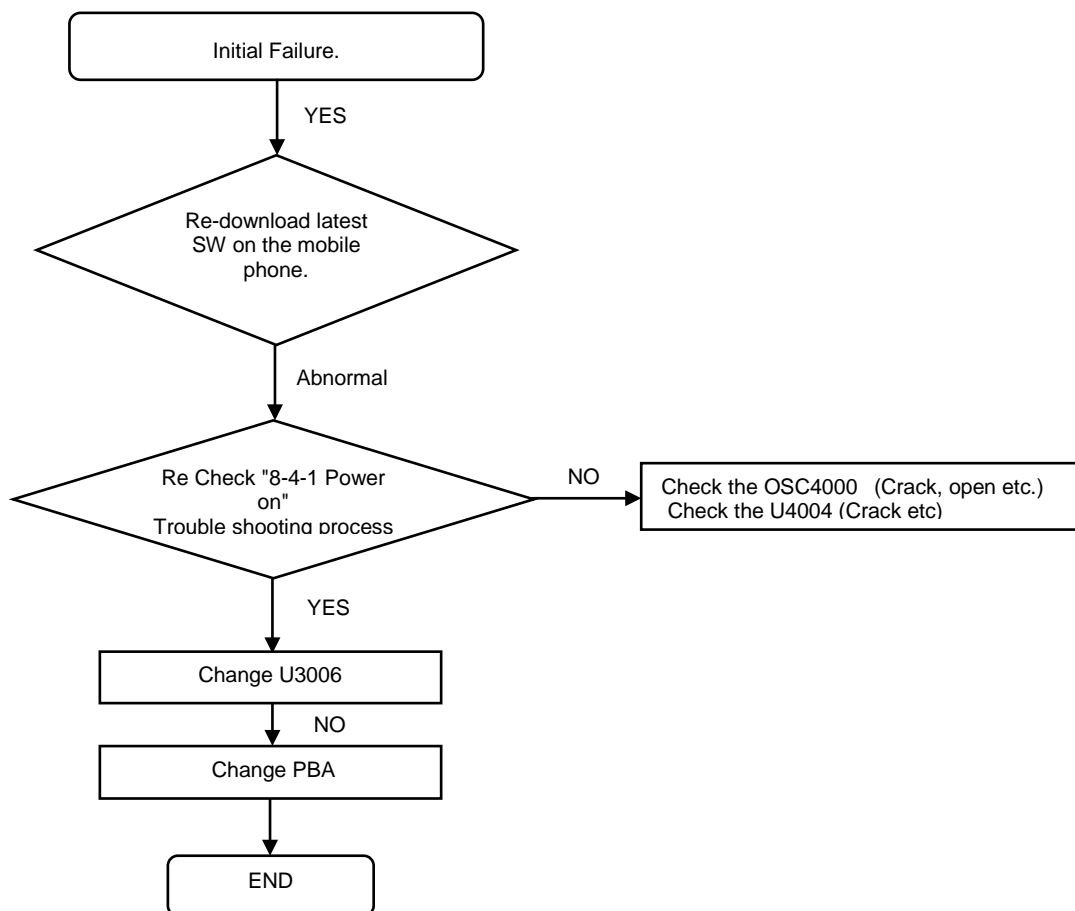 Initial Failure.
YES
Re-download latest
SW on the mobile
phone.
Abnormal
Re Check "8-4-1 Power
on"
Trouble shooting process
NO
Check the OSC4000 (Crack, open etc.)
Check the U4004 (Crack etc)
YES
Change U3006
NO
Change PBA
END